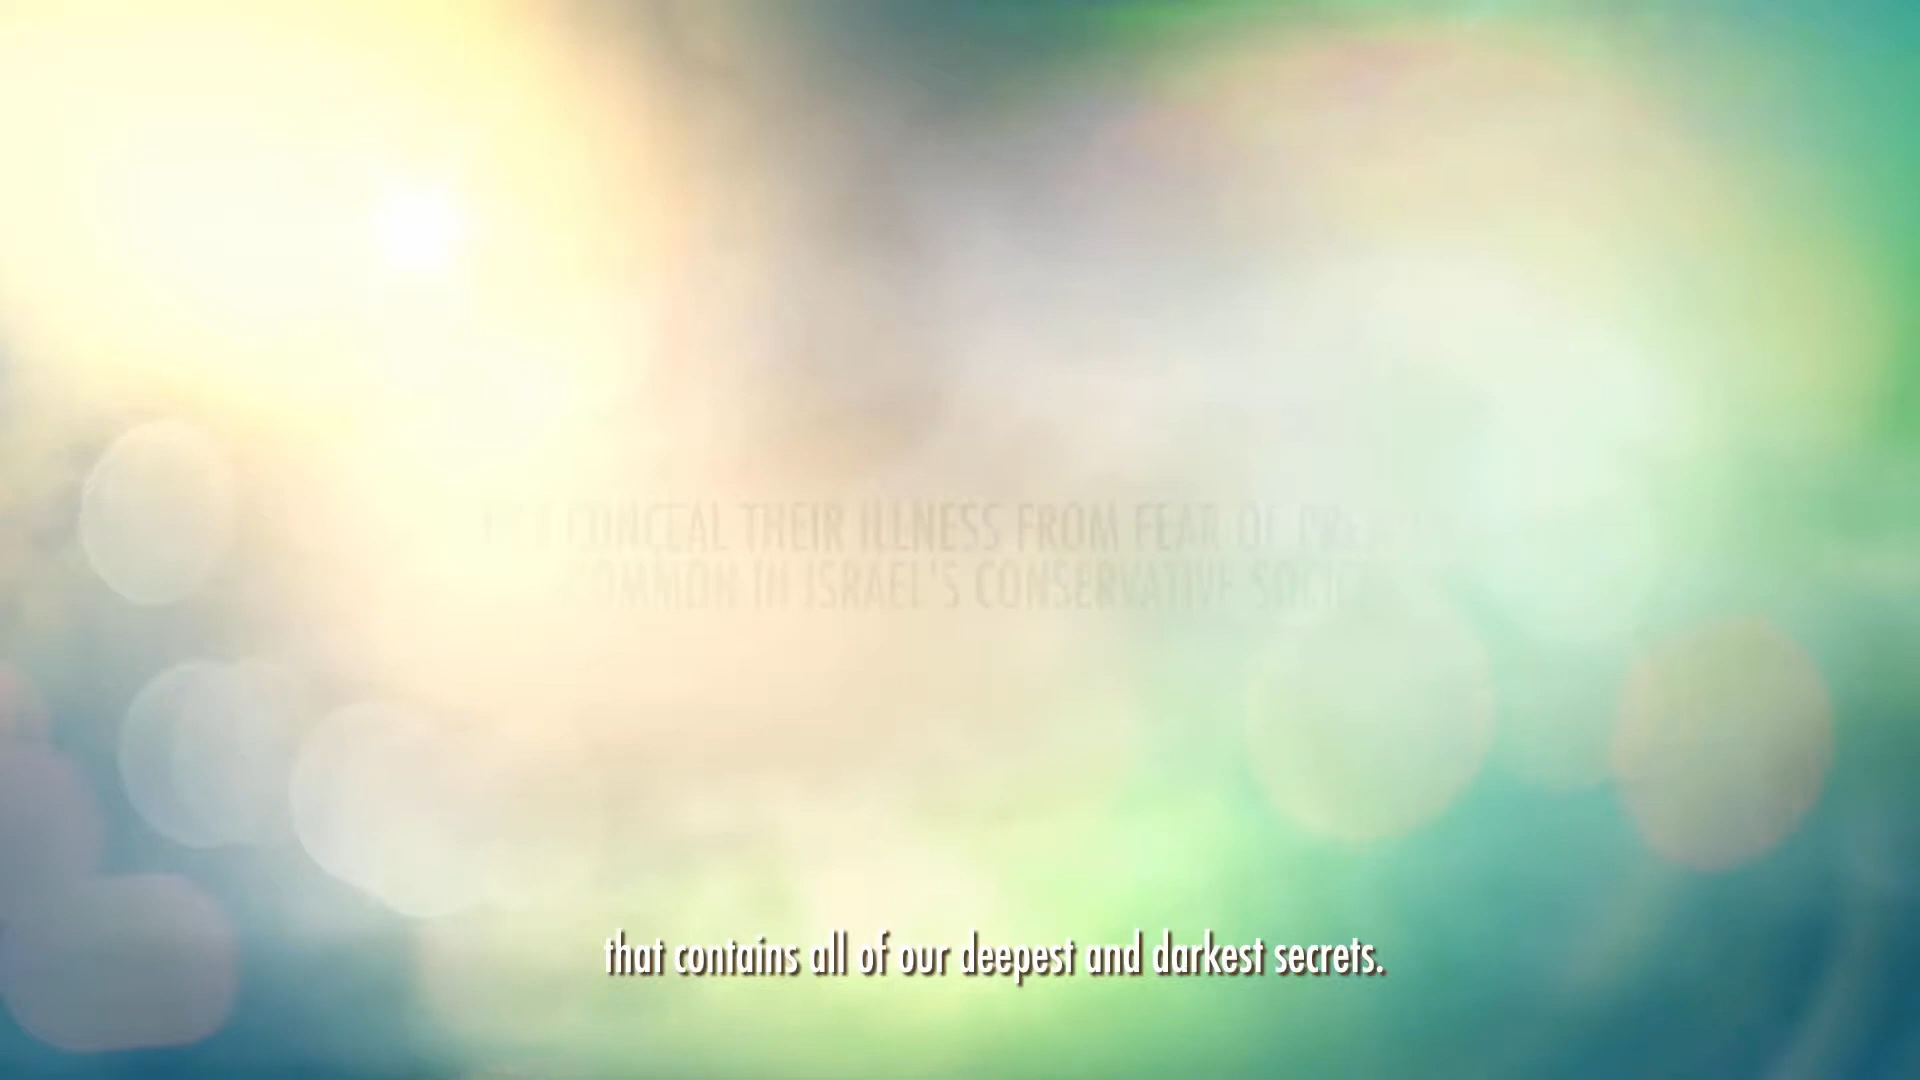 CONCEAL THEIR ILLNESS FROM FEAR OF
COMMON IN ISRAEL'S CONSERVATIVE
that contains all of our deepest and darkest secrets.